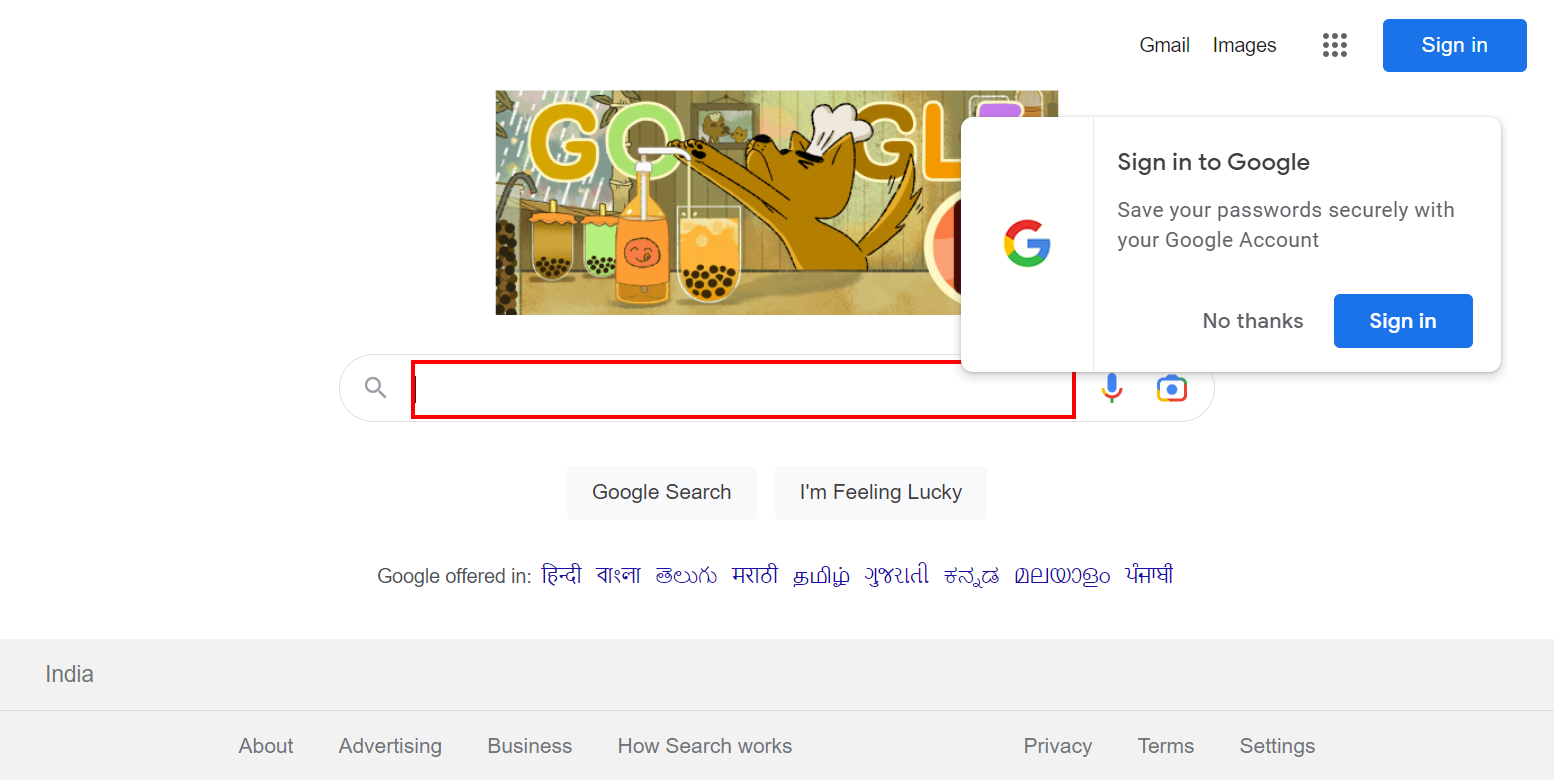 Gmail Images Sign in
GOOGLE
Sign in to Google
Save your passwords securely with
your Google Account
No thanks Sign in
Google Search I'm Feeling Lucky
Google offered in: हिन्दी বাংলা తెలుగు मराठी தமிழ் ગુજરાતી ಕನ್ನಡ മലയാളം ਪੰਜਾਬੀ
India
About Advertising Business How Search works Privacy Terms Settings